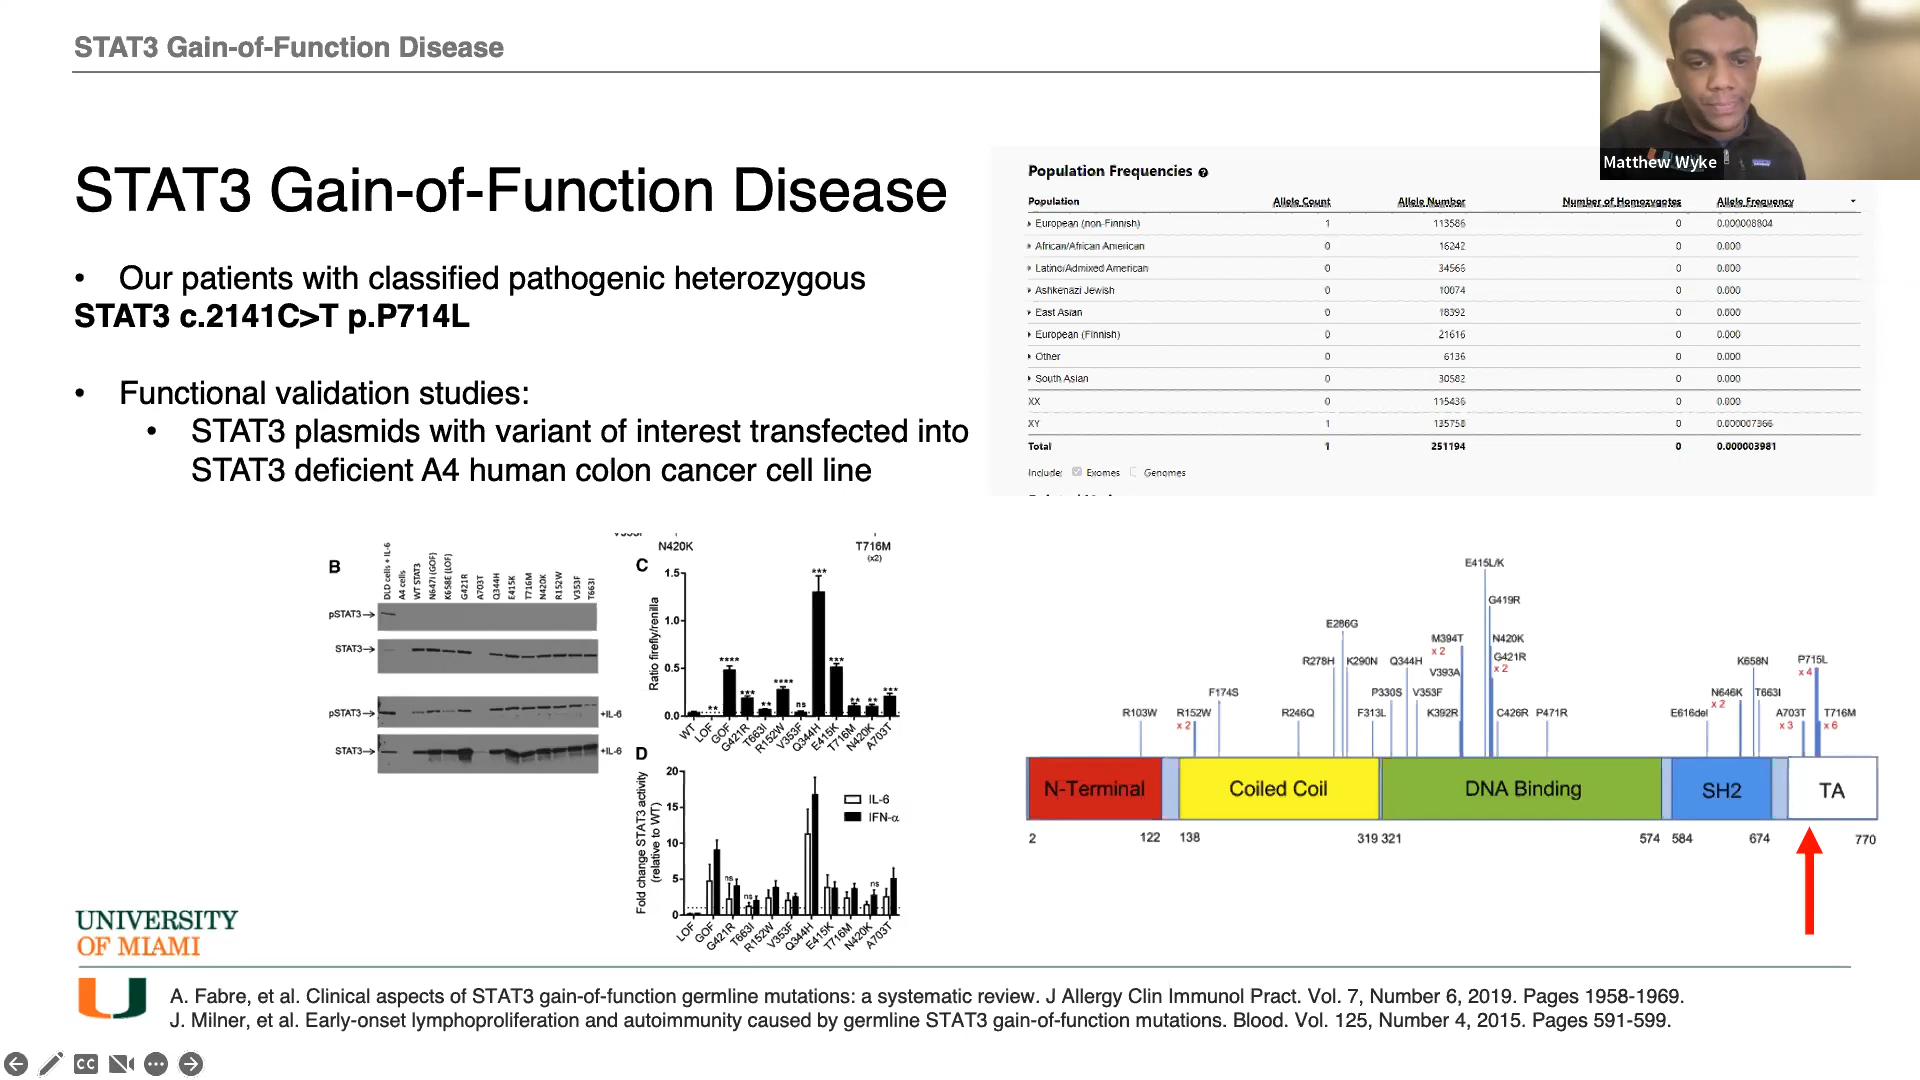 STAT3 Gain-of-Function Disease
Matthew Wyke
STAT3 Gain-of-Function Disease
• Our patients with classified pathogenic heterozygous
STAT3 c.2141C>T p.P714L
• Functional validation studies:
• STAT3 plasmids with variant of interest transfected into
STAT3 deficient A4 human colon cancer cell line
Population Frequencies
Population Allele Count Allele Number Number of Homozygotes Allele Frequency
European (non-Finnish) 1 113586 0 0.000008804
African/African American 0 16242 0 0.000
Latino/Admixed American 0 34566 0 0.000
Ashkenazi Jewish 0 10074 0 0.000
East Asian 0 18392 0 0.000
European (Finnish) 0 21616 0 0.000
Other 0 6136 0 0.000
South Asian 0 30582 0 0.000
XX 0 115436 0 0.000
XY 1 135758 0 0.000007366
Total 1 251194 0 0.000003981
Include: Exomes Genomes
B
DLD cells + IL-6
A4 cells
WT STAT3
N647I (GOF)
K658E (LOF)
G421R
A703T
Q344H
E415K
T716M
N420K
R152W
V353F
T663I
pSTAT3→
STAT3→
pSTAT3→ +IL-6
STAT3→ +IL-6
N420K T716M
(x2)
C
Ratio firefly/renilla
1.5
1.0
0.5
0.0
** **** *** ** **** ns *** *** ** ** ***
WT LOF GOF G421R T663I R152W V353F Q344H E415K T716M N420K A703T
D
Fold change STAT3 activity
(relative to WT)
20
15
10
5
0
IL-6
IFN-α
ns ns ns
LOF GOF G421R T663I R152W V353F Q344H E415K T716M N420K A703T
E415L/K
G419R
E286G
M394T x 2 N420K
R278H K290N Q344H G421R x 2 K658N P715L x 4
V393A
F174S P330S V353F N646K x 2 T663I
R103W R152W x 2 R246Q F313L K392R C426R P471R E616del A703T x 3 T716M x 6
N-Terminal Coiled Coil DNA Binding SH2 TA
2 122 138 319 321 574 584 674 770
UNIVERSITY
OF MIAMI
A. Fabre, et al. Clinical aspects of STAT3 gain-of-function germline mutations: a systematic review. J Allergy Clin Immunol Pract. Vol. 7, Number 6, 2019. Pages 1958-1969.
J. Milner, et al. Early-onset lymphoproliferation and autoimmunity caused by germline STAT3 gain-of-function mutations. Blood. Vol. 125, Number 4, 2015. Pages 591-599.
CC